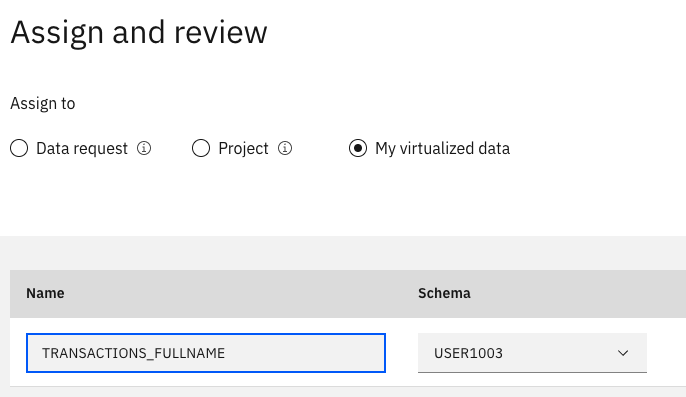 Assign and review
Assign to
Data request Project My virtualized data
Name Schema
TRANSACTIONS_FULLNAME USER1003